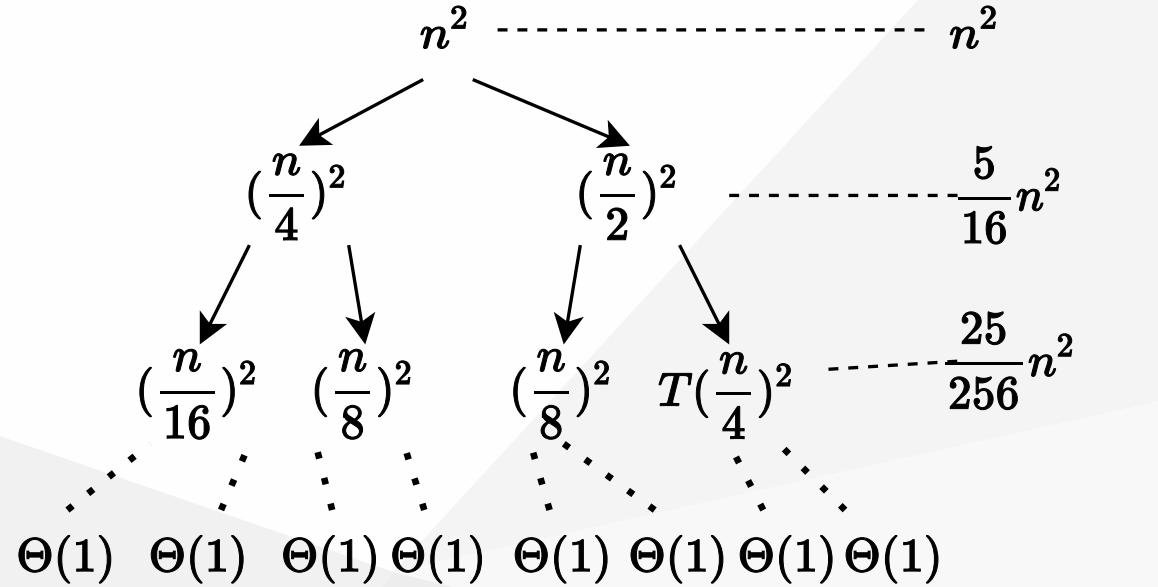 n² n²
(n/4)² (n/2)² 5/16 n²
(n/16)² (n/8)² (n/8)² T(n/4)² 25/256 n²
Θ(1) Θ(1) Θ(1) Θ(1) Θ(1) Θ(1) Θ(1) Θ(1)